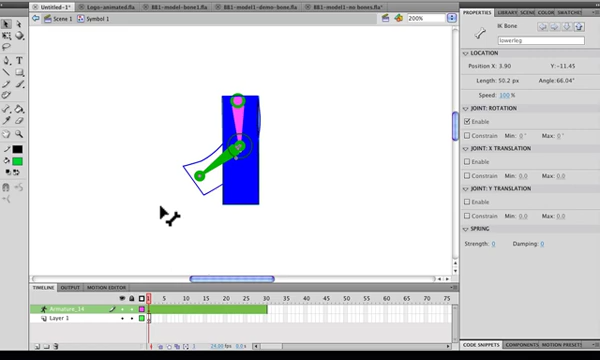 Untitled-1* Logo-animated.fla BB1-model-bone1.fla BB1-model1-demo-bone.fla BB1-model1-no bones.fla*
Scene 1 Symbol 1 200%
PROPERTIES LIBRARY SCENE COLOR SWATCHES
IK Bone
lowerleg
LOCATION
Position X: 3.90 Y: -11.45
Length: 50.2 px Angle: 66.04°
Speed: 100 %
JOINT: ROTATION
Enable
Constrain Min: 0° Max: 0°
JOINT: X TRANSLATION
Enable
Constrain Min: 0.0 Max: 0.0
JOINT: Y TRANSLATION
Enable
Constrain Min: 0.0 Max: 0.0
SPRING
Strength: 0 Damping: 0
TIMELINE OUTPUT MOTION EDITOR
1 5 10 15 20 25 30 35 40 45 50 55 60 65 70 75
Armature_14
Layer 1
1 24.00 fps 0.0 s
CODE SNIPPETS COMPONENTS MOTION PRESET